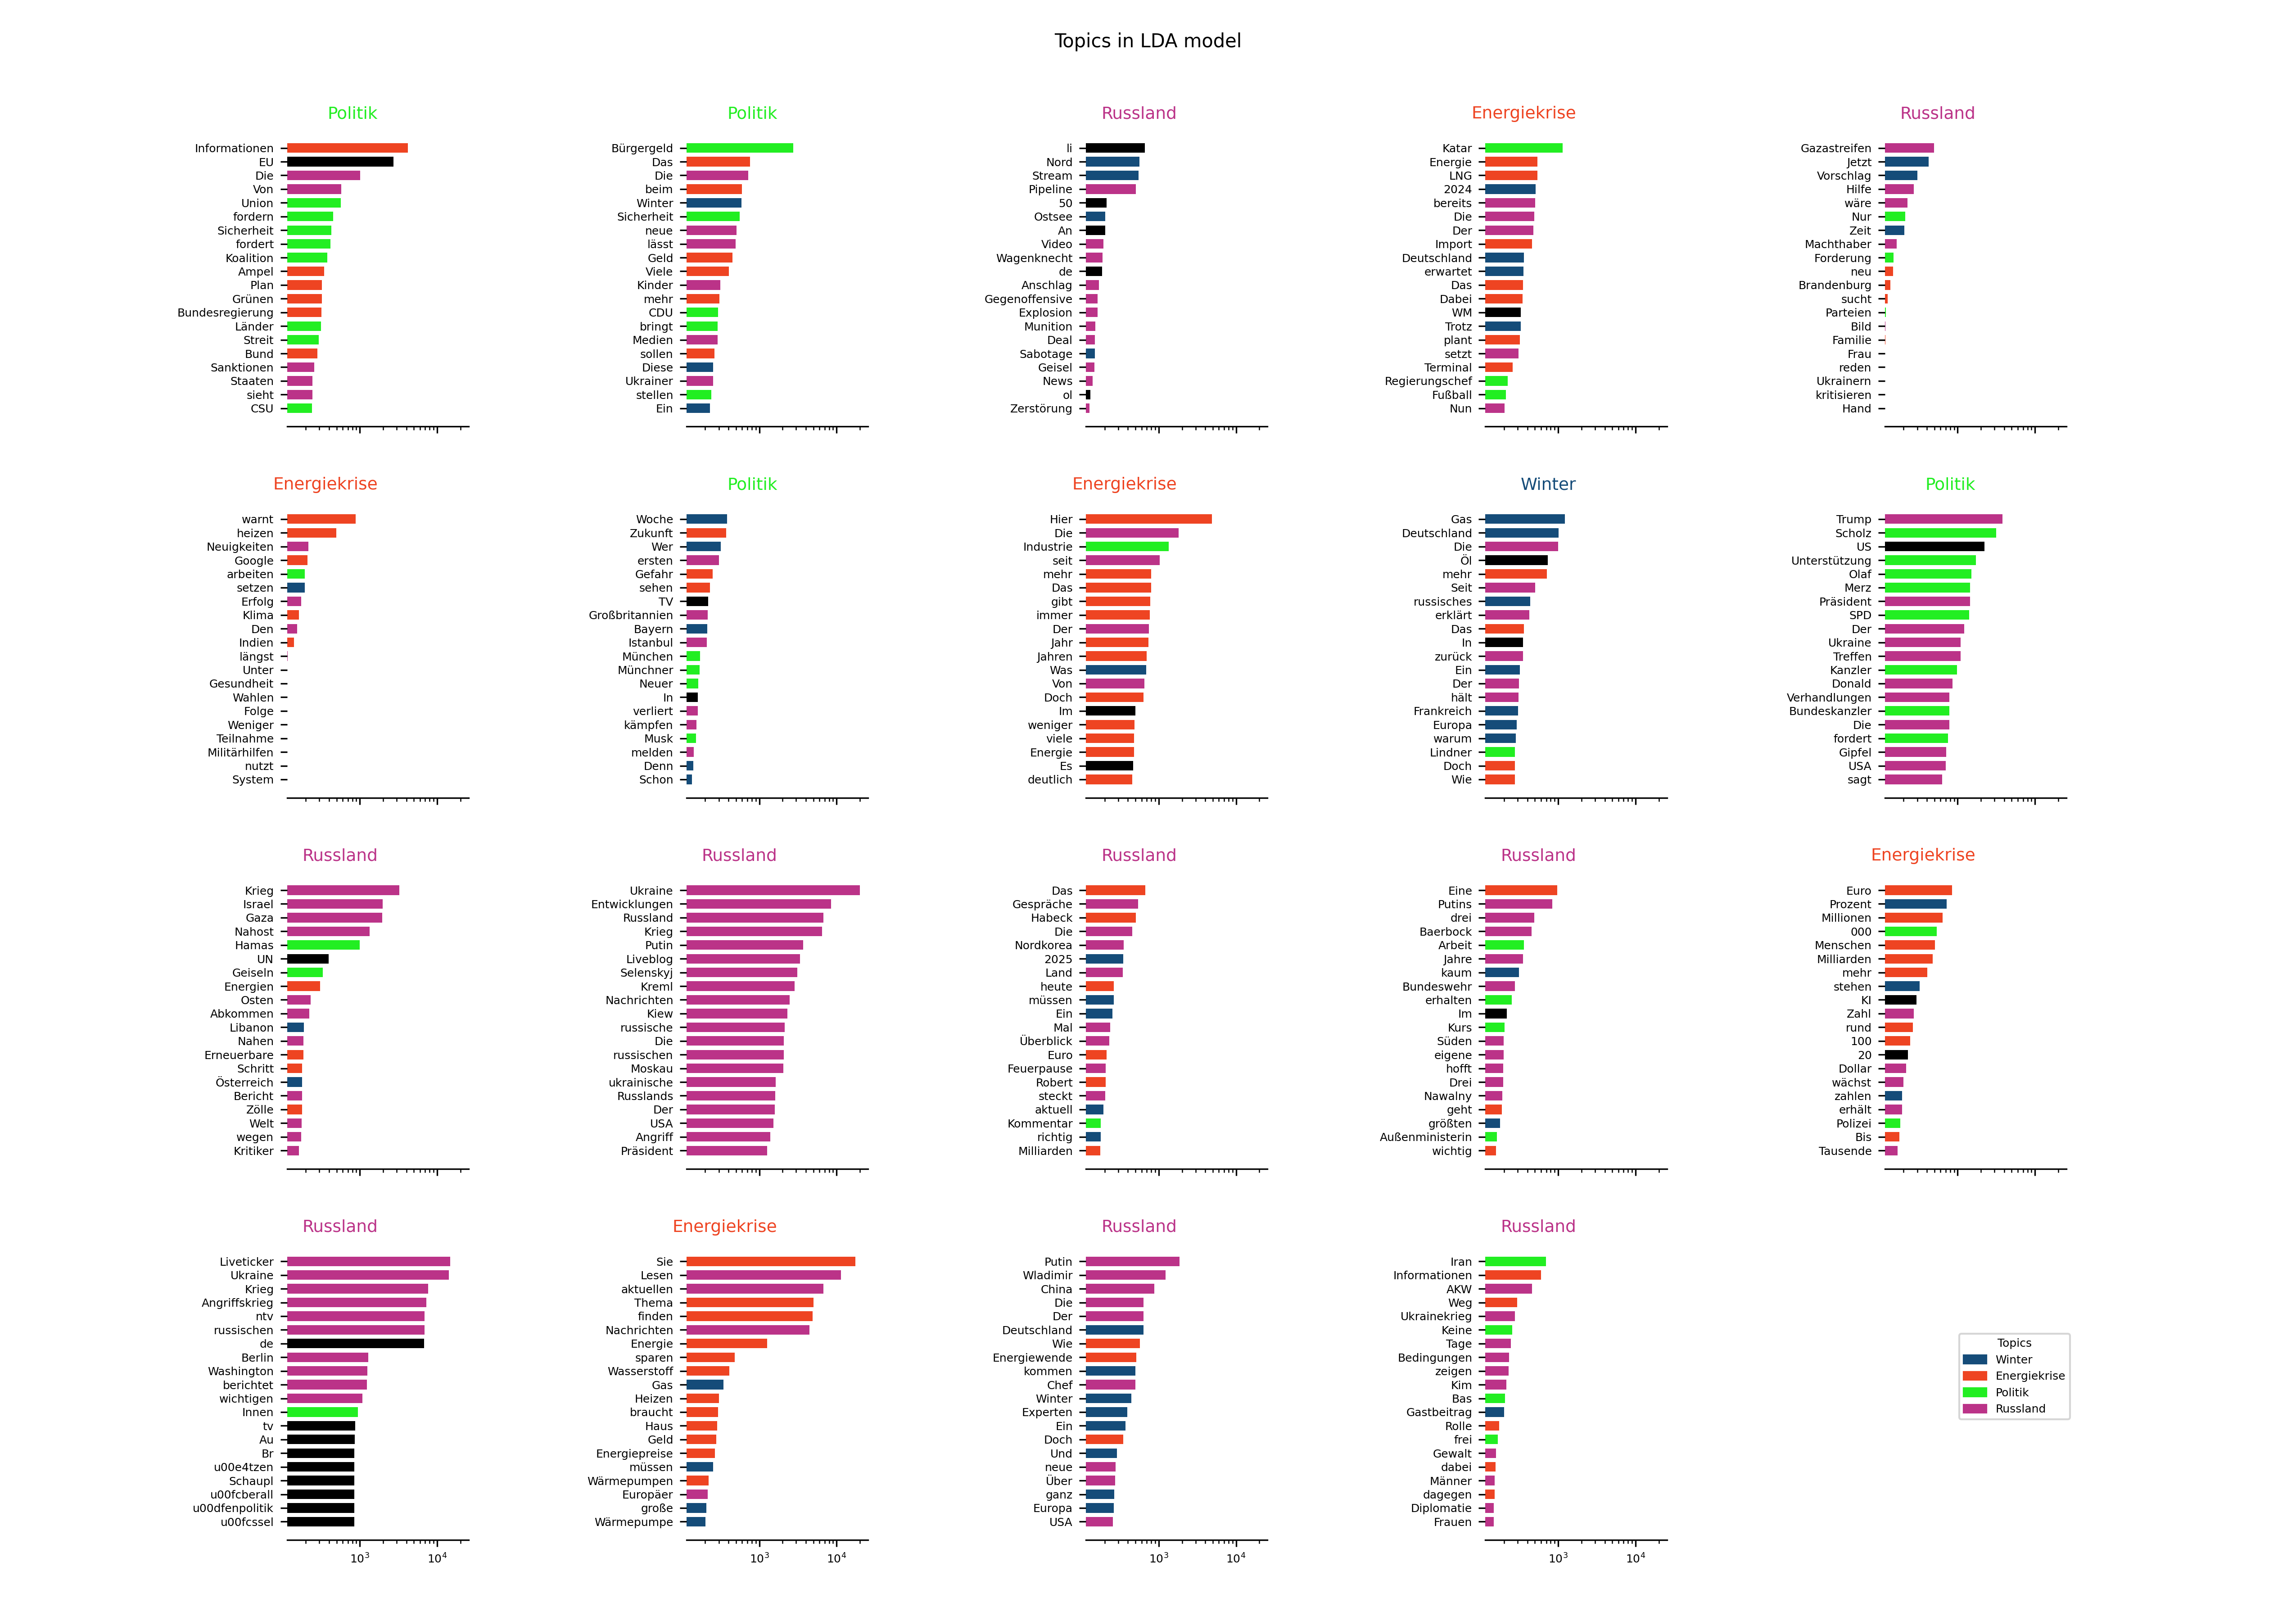 Topics in LDA model
Politik
Informationen
EU
Die
Von
Union
fordern
Sicherheit
fordert
Koalition
Ampel
Plan
Grünen
Bundesregierung
Länder
Streit
Bund
Sanktionen
Staaten
sieht
CSU
Politik
Bürgergeld
Das
Die
beim
Winter
Sicherheit
neue
lässt
Geld
Viele
Kinder
mehr
CDU
bringt
Medien
sollen
Diese
Ukrainer
stellen
Ein
Russland
li
Nord
Stream
Pipeline
50
Ostsee
An
Video
Wagenknecht
de
Anschlag
Gegenoffensive
Explosion
Munition
Deal
Sabotage
Geisel
News
ol
Zerstörung
Energiekrise
Katar
Energie
LNG
2024
bereits
Die
Der
Import
Deutschland
erwartet
Das
Dabei
WM
Trotz
plant
setzt
Terminal
Regierungschef
Fußball
Nun
Russland
Gazastreifen
Jetzt
Vorschlag
Hilfe
wäre
Nur
Zeit
Machthaber
Forderung
neu
Brandenburg
sucht
Parteien
Bild
Familie
Frau
reden
Ukrainern
kritisieren
Hand
Energiekrise
warnt
heizen
Neuigkeiten
Google
arbeiten
setzen
Erfolg
Klima
Den
Indien
längst
Unter
Gesundheit
Wahlen
Folge
Weniger
Teilnahme
Militärhilfen
nutzt
System
Politik
Woche
Zukunft
Wer
ersten
Gefahr
sehen
TV
Großbritannien
Bayern
Istanbul
München
Münchner
Neuer
In
verliert
kämpfen
Musk
melden
Denn
Schon
Energiekrise
Hier
Die
Industrie
seit
mehr
Das
gibt
immer
Der
Jahr
Jahren
Was
Von
Doch
Im
weniger
viele
Energie
Es
deutlich
Winter
Gas
Deutschland
Die
Öl
mehr
Seit
russisches
erklärt
Das
In
zurück
Ein
Der
hält
Frankreich
Europa
warum
Lindner
Doch
Wie
Politik
Trump
Scholz
US
Unterstützung
Olaf
Merz
Präsident
SPD
Der
Ukraine
Treffen
Kanzler
Donald
Verhandlungen
Bundeskanzler
Die
fordert
Gipfel
USA
sagt
Russland
Krieg
Israel
Gaza
Nahost
Hamas
UN
Geiseln
Energien
Osten
Abkommen
Libanon
Nahen
Erneuerbare
Schritt
Österreich
Bericht
Zölle
Welt
wegen
Kritiker
Russland
Ukraine
Entwicklungen
Russland
Krieg
Putin
Liveblog
Selenskyj
Kreml
Nachrichten
Kiew
russische
Die
russischen
Moskau
ukrainische
Russlands
Der
USA
Angriff
Präsident
Russland
Das
Gespräche
Habeck
Die
Nordkorea
2025
Land
heute
müssen
Ein
Mal
Überblick
Euro
Feuerpause
Robert
steckt
aktuell
Kommentar
richtig
Milliarden
Russland
Eine
Putins
drei
Baerbock
Arbeit
Jahre
kaum
Bundeswehr
erhalten
Im
Kurs
Süden
eigene
hofft
Drei
Nawalny
geht
größten
Außenministerin
wichtig
Energiekrise
Euro
Prozent
Millionen
000
Menschen
Milliarden
mehr
stehen
KI
Zahl
rund
100
20
Dollar
wächst
zahlen
erhält
Polizei
Bis
Tausende
Russland
Liveticker
Ukraine
Krieg
Angriffskrieg
ntv
russischen
de
Berlin
Washington
berichtet
wichtigen
Innen
tv
Au
Br
u00e4tzen
Schaupl
u00fcberall
u00dfenpolitik
u00fcssel
10³
10⁴
Energiekrise
Sie
Lesen
aktuellen
Thema
finden
Nachrichten
Energie
sparen
Wasserstoff
Gas
Heizen
braucht
Haus
Geld
Energiepreise
müssen
Wärmepumpen
Europäer
große
Wärmepumpe
10³
10⁴
Russland
Putin
Wladimir
China
Die
Der
Deutschland
Wie
Energiewende
kommen
Chef
Winter
Experten
Ein
Doch
Und
neue
Über
ganz
Europa
USA
10³
10⁴
Russland
Iran
Informationen
AKW
Weg
Ukrainekrieg
Keine
Tage
Bedingungen
zeigen
Kim
Bas
Gastbeitrag
Rolle
frei
Gewalt
dabei
Männer
dagegen
Diplomatie
Frauen
10³
10⁴
Topics
Winter
Energiekrise
Politik
Russland